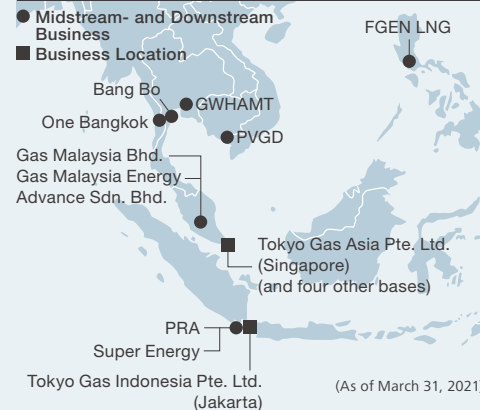 Midstream- and Downstream
Business
Business Location
FGEN LNG
Bang Bo
GWHAMT
One Bangkok
PVGD
Gas Malaysia Bhd.
Gas Malaysia Energy
Advance Sdn. Bhd.
Tokyo Gas Asia Pte. Ltd.
(Singapore)
(and four other bases)
PRA
Super Energy
Tokyo Gas Indonesia Pte. Ltd.
(Jakarta)
(As of March 31, 2021)